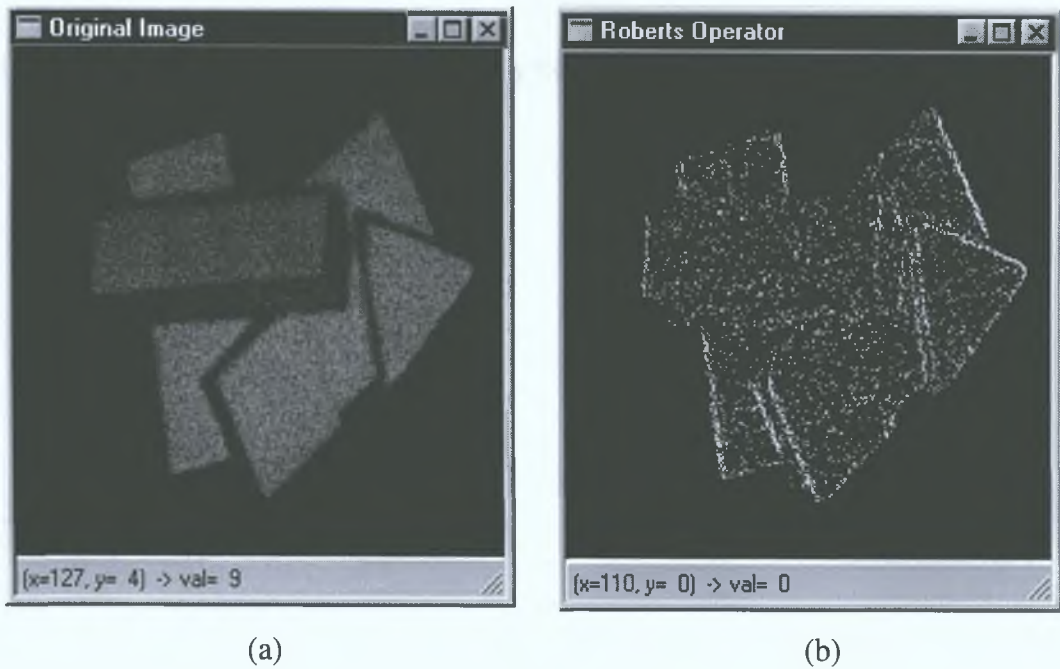 Original Image
(x=127, y= 4) -> val= 9
(a)
Roberts Operator
(x=110, y= 0) -> val= 0
(b)